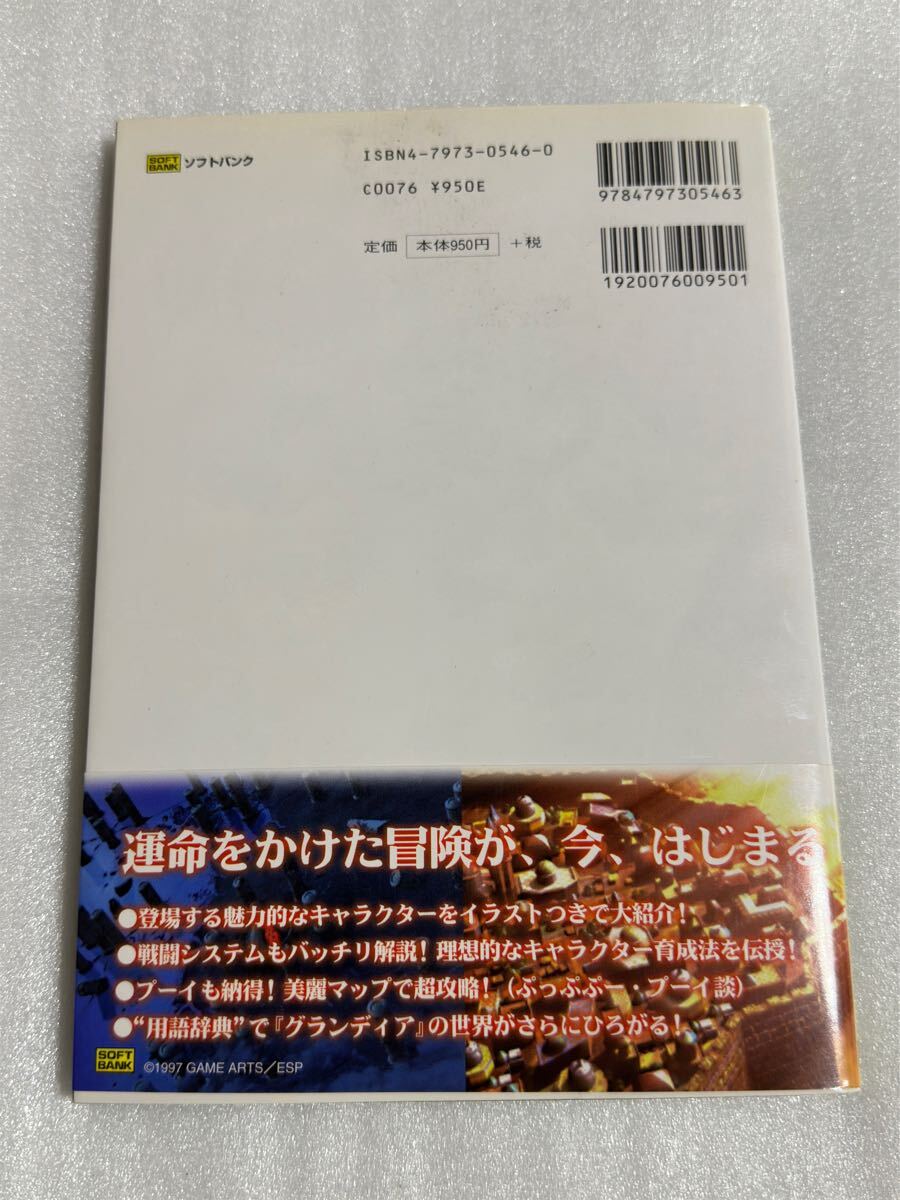 SOFT BANK ソフトバンク
ISBN4-7973-0546-0
C0076 ¥950E
定価 本体950円 +税
9784797305463
1920076009501
運命をかけた冒険が、今、はじまる
●登場する魅力的なキャラクターをイラストつきで大紹介!
●戦闘システムもバッチリ解説! 理想的なキャラクター育成法を伝授!
●プーイも納得! 美麗マップで超攻略! (ぷっぷぷー・プーイ談)
●“用語辞典”で『グランディア』の世界がさらにひろがる!
SOFT BANK ©1997 GAME ARTS/ESP